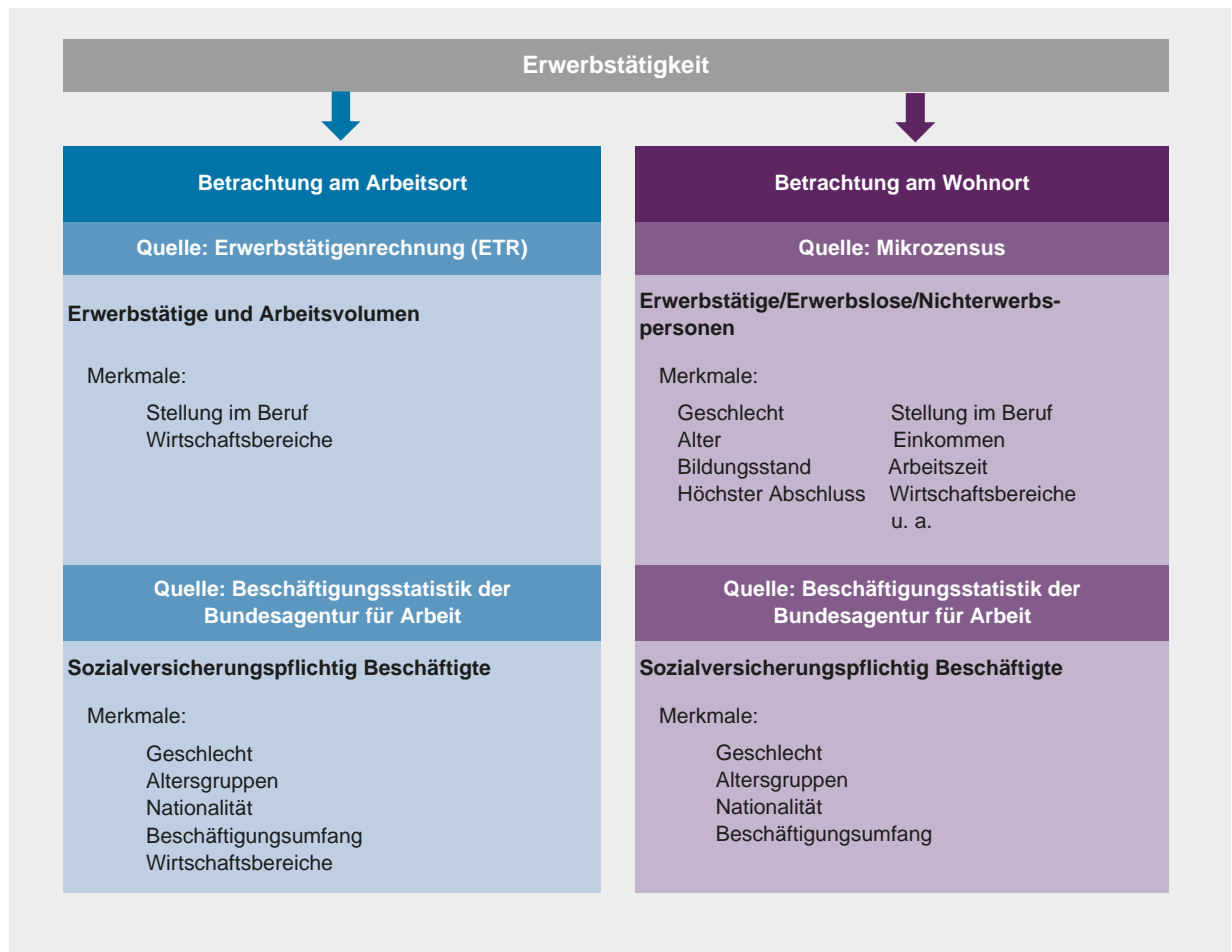 Erwerbstätigkeit
Betrachtung am Arbeitsort
Quelle: Erwerbstätigenrechnung (ETR)
Erwerbstätige und Arbeitsvolumen
Merkmale:
Stellung im Beruf
Wirtschaftsbereiche
Quelle: Beschäftigungsstatistik der
Bundesagentur für Arbeit
Sozialversicherungspflichtig Beschäftigte
Merkmale:
Geschlecht
Altersgruppen
Nationalität
Beschäftigungsumfang
Wirtschaftsbereiche
Betrachtung am Wohnort
Quelle: Mikrozensus
Erwerbstätige/Erwerbslose/Nichterwerbs-
personen
Merkmale:
Geschlecht
Alter
Bildungsstand
Höchster Abschluss
Stellung im Beruf
Einkommen
Arbeitszeit
Wirtschaftsbereiche
u. a.
Quelle: Beschäftigungsstatistik der
Bundesagentur für Arbeit
Sozialversicherungspflichtig Beschäftigte
Merkmale:
Geschlecht
Altersgruppen
Nationalität
Beschäftigungsumfang